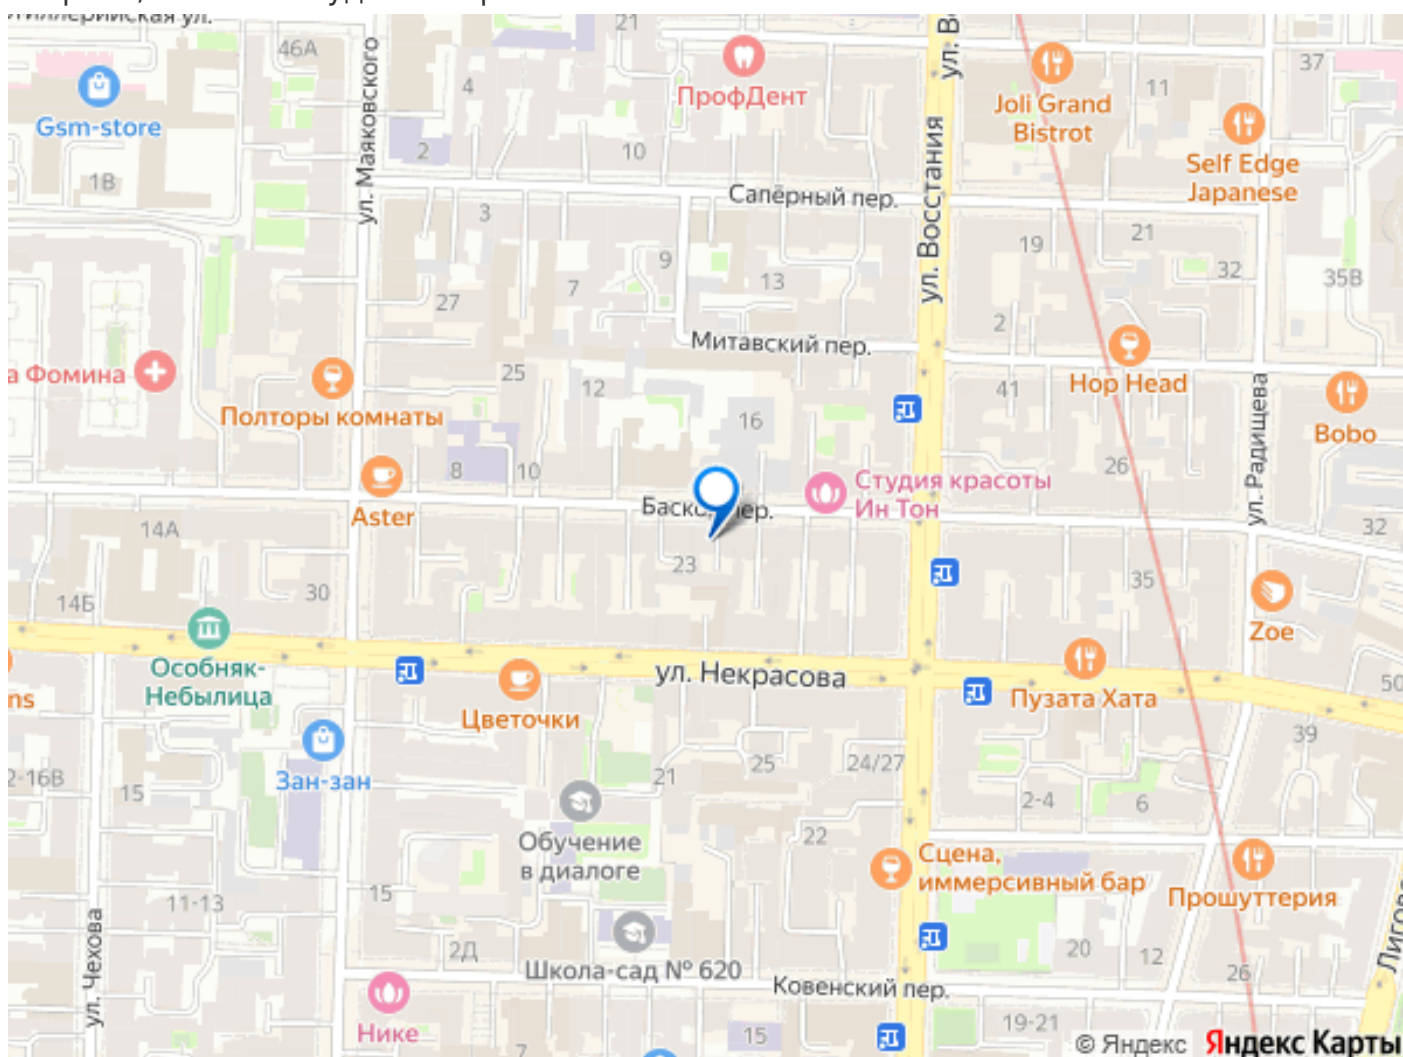 ул. Маяковского
46А
21
ул. Восстания
37
Gsm-store
ПрофДент
Joli Grand
Bistrot
11
4
2
10
1В
Self Edge
Japanese
Сапёрный пер.
3
19
21
32
35В
9
13
7
27
2
Митавский пер.
а Фомина
Полторы комнаты
25
12
16
41
Hop Head
ул. Радищева
Bobo
26
8
10
Aster
Студия красоты
Ин Тон
14А
32
23
35
14Б
30
Zoe
Особняк-
Небылица
ул. Некрасова
Пузата Хата
50
ns
Цветочки
39
Зан-зан
2-16В
15
21
25
24/27
2-4
6
Обучение
в диалоге
22
Сцена,
иммерсивный бар
Прошуттерия
15
11-13
ул. Чехова
2Д
Школа-сад № 620
20
12
26
Ковенский пер.
Нике
7
15
19-21
© Яндекс Яндекс Карты